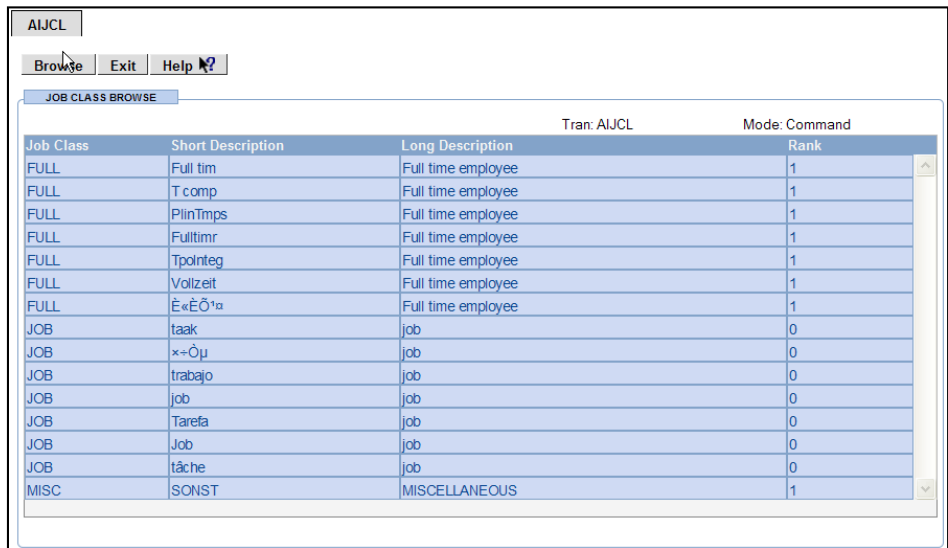 AIJCL
Browse Exit Help
JOB CLASS BROWSE
Tran: AIJCL Mode: Command
Job Class Short Description Long Description Rank
FULL Full tim Full time employee 1
FULL T comp Full time employee 1
FULL PlinTmps Full time employee 1
FULL Fulltimr Full time employee 1
FULL TpoInteg Full time employee 1
FULL Vollzeit Full time employee 1
FULL È«ÈÕ¹¤ Full time employee 1
JOB taak job 0
JOB ×÷Òµ job 0
JOB trabajo job 0
JOB job job 0
JOB Tarefa job 0
JOB Job job 0
JOB tâche job 0
MISC SONST MISCELLANEOUS 1